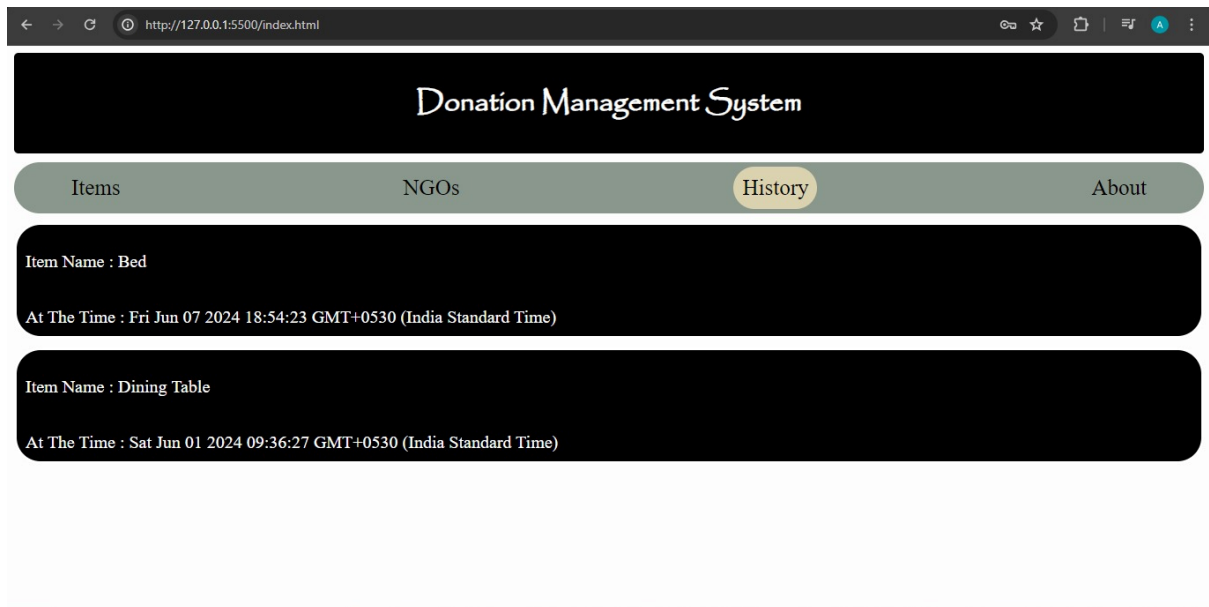 http://127.0.0.1:5500/index.html
A
Donation Management System
Items NGOs History About
Item Name : Bed
At The Time : Fri Jun 07 2024 18:54:23 GMT+0530 (India Standard Time)
Item Name : Dining Table
At The Time : Sat Jun 01 2024 09:36:27 GMT+0530 (India Standard Time)